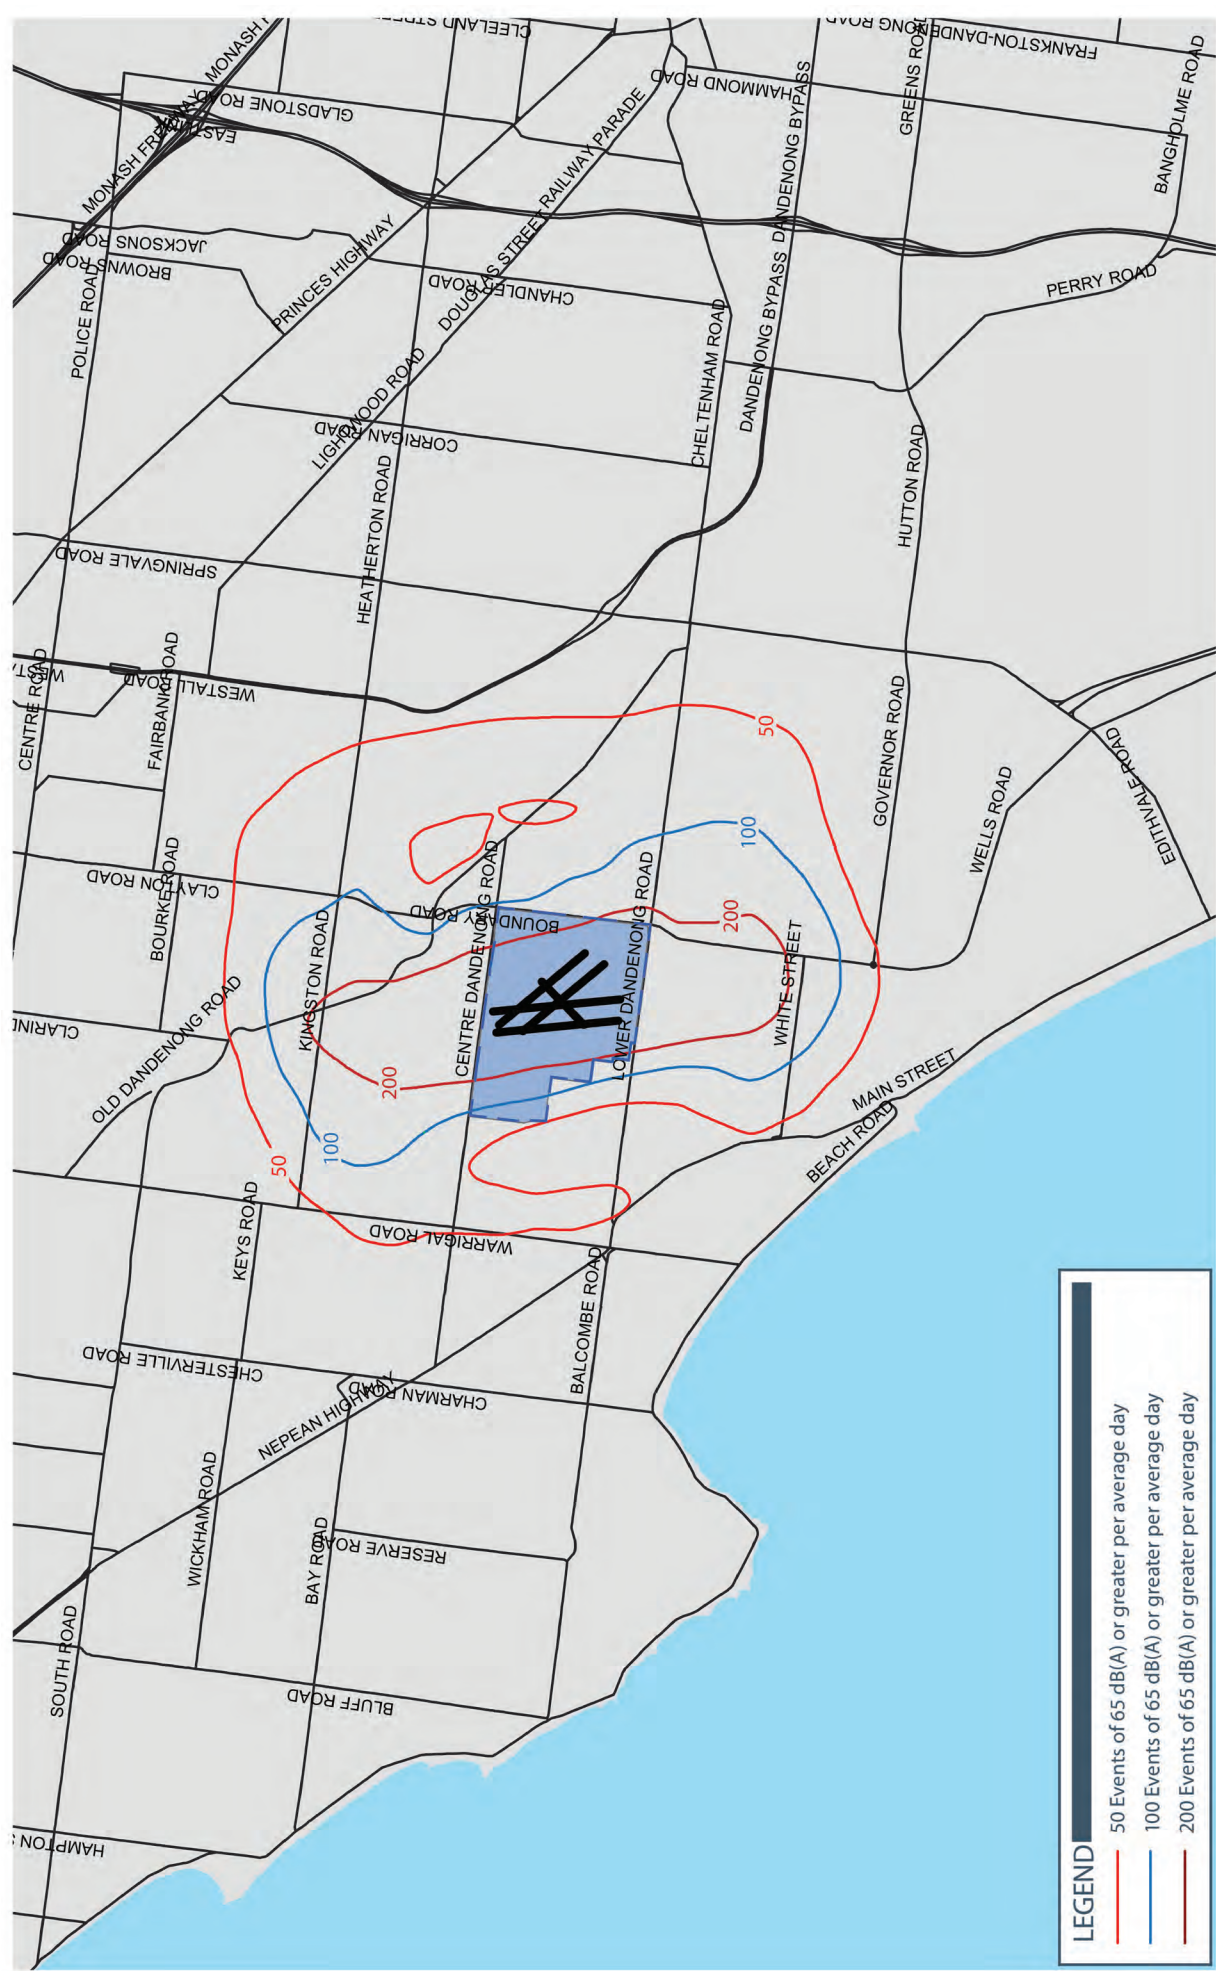 MONASH F
CLEELAND STREE
FRANKSTON-DANDENONG ROAD
GREENS ROAD
BANGHOLME ROAD
HAMMOND ROAD
GLADSTONE ROAD
MONASH FREEWAY
RAILWAY PARADE
DANDENONG BYPASS
JACKSONS ROAD
BROWNS ROAD
POLICE ROAD
PRINCES HIGHWAY
DOUGLAS STREET
CHANDLER ROAD
DANDENONG BYPASS
PERRY ROAD
CHELTENHAM ROAD
LIGHTWOOD ROAD
CORRIGAN ROAD
HEATHERTON ROAD
HUTTON ROAD
SPRINGVALE ROAD
CENTRE ROAD
FAIRBANK ROAD
WESTALL ROAD
50
GOVERNOR ROAD
WELLS ROAD
EDITHVALE ROAD
100
CLAYTON ROAD
BOURKE ROAD
BOUNDARY ROAD
KINGSTON ROAD
CENTRE DANDENONG ROAD
LOWER DANDENONG ROAD
200
WHITE STREET
CLARIND
OLD DANDENONG ROAD
200
MAIN STREET
BEACH ROAD
100
50
KEYS ROAD
WARRIGAL ROAD
BALCOMBE ROAD
CHESTERVILLE ROAD
CHARMAN ROAD
NEPEAN HIGHWAY
WICKHAM ROAD
BAY ROAD
RESERVE ROAD
SOUTH ROAD
BLUFF ROAD
HAMPTON S
LEGEND
50 Events of 65 dB(A) or greater per average day
100 Events of 65 dB(A) or greater per average day
200 Events of 65 dB(A) or greater per average day